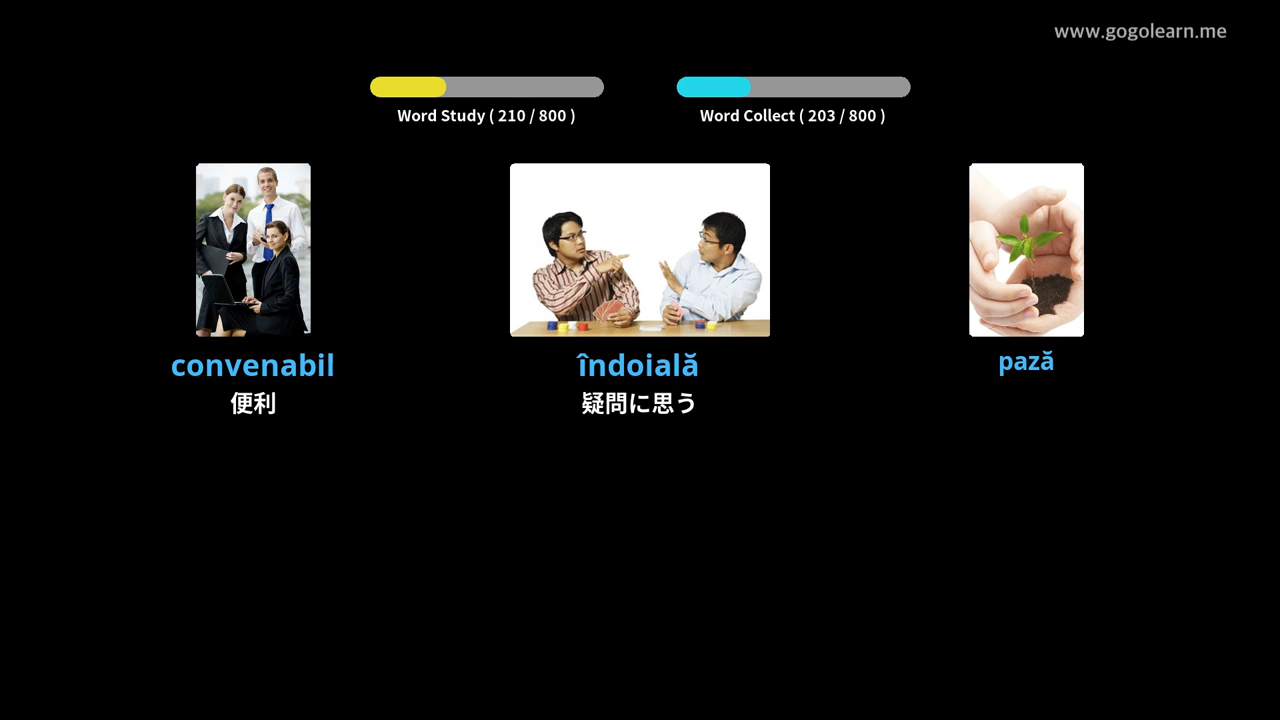 www.gogolearn.me
Word Study ( 210 / 800 )
Word Collect ( 203 / 800 )
convenabil
便利
îndoială
疑問に思う
pază